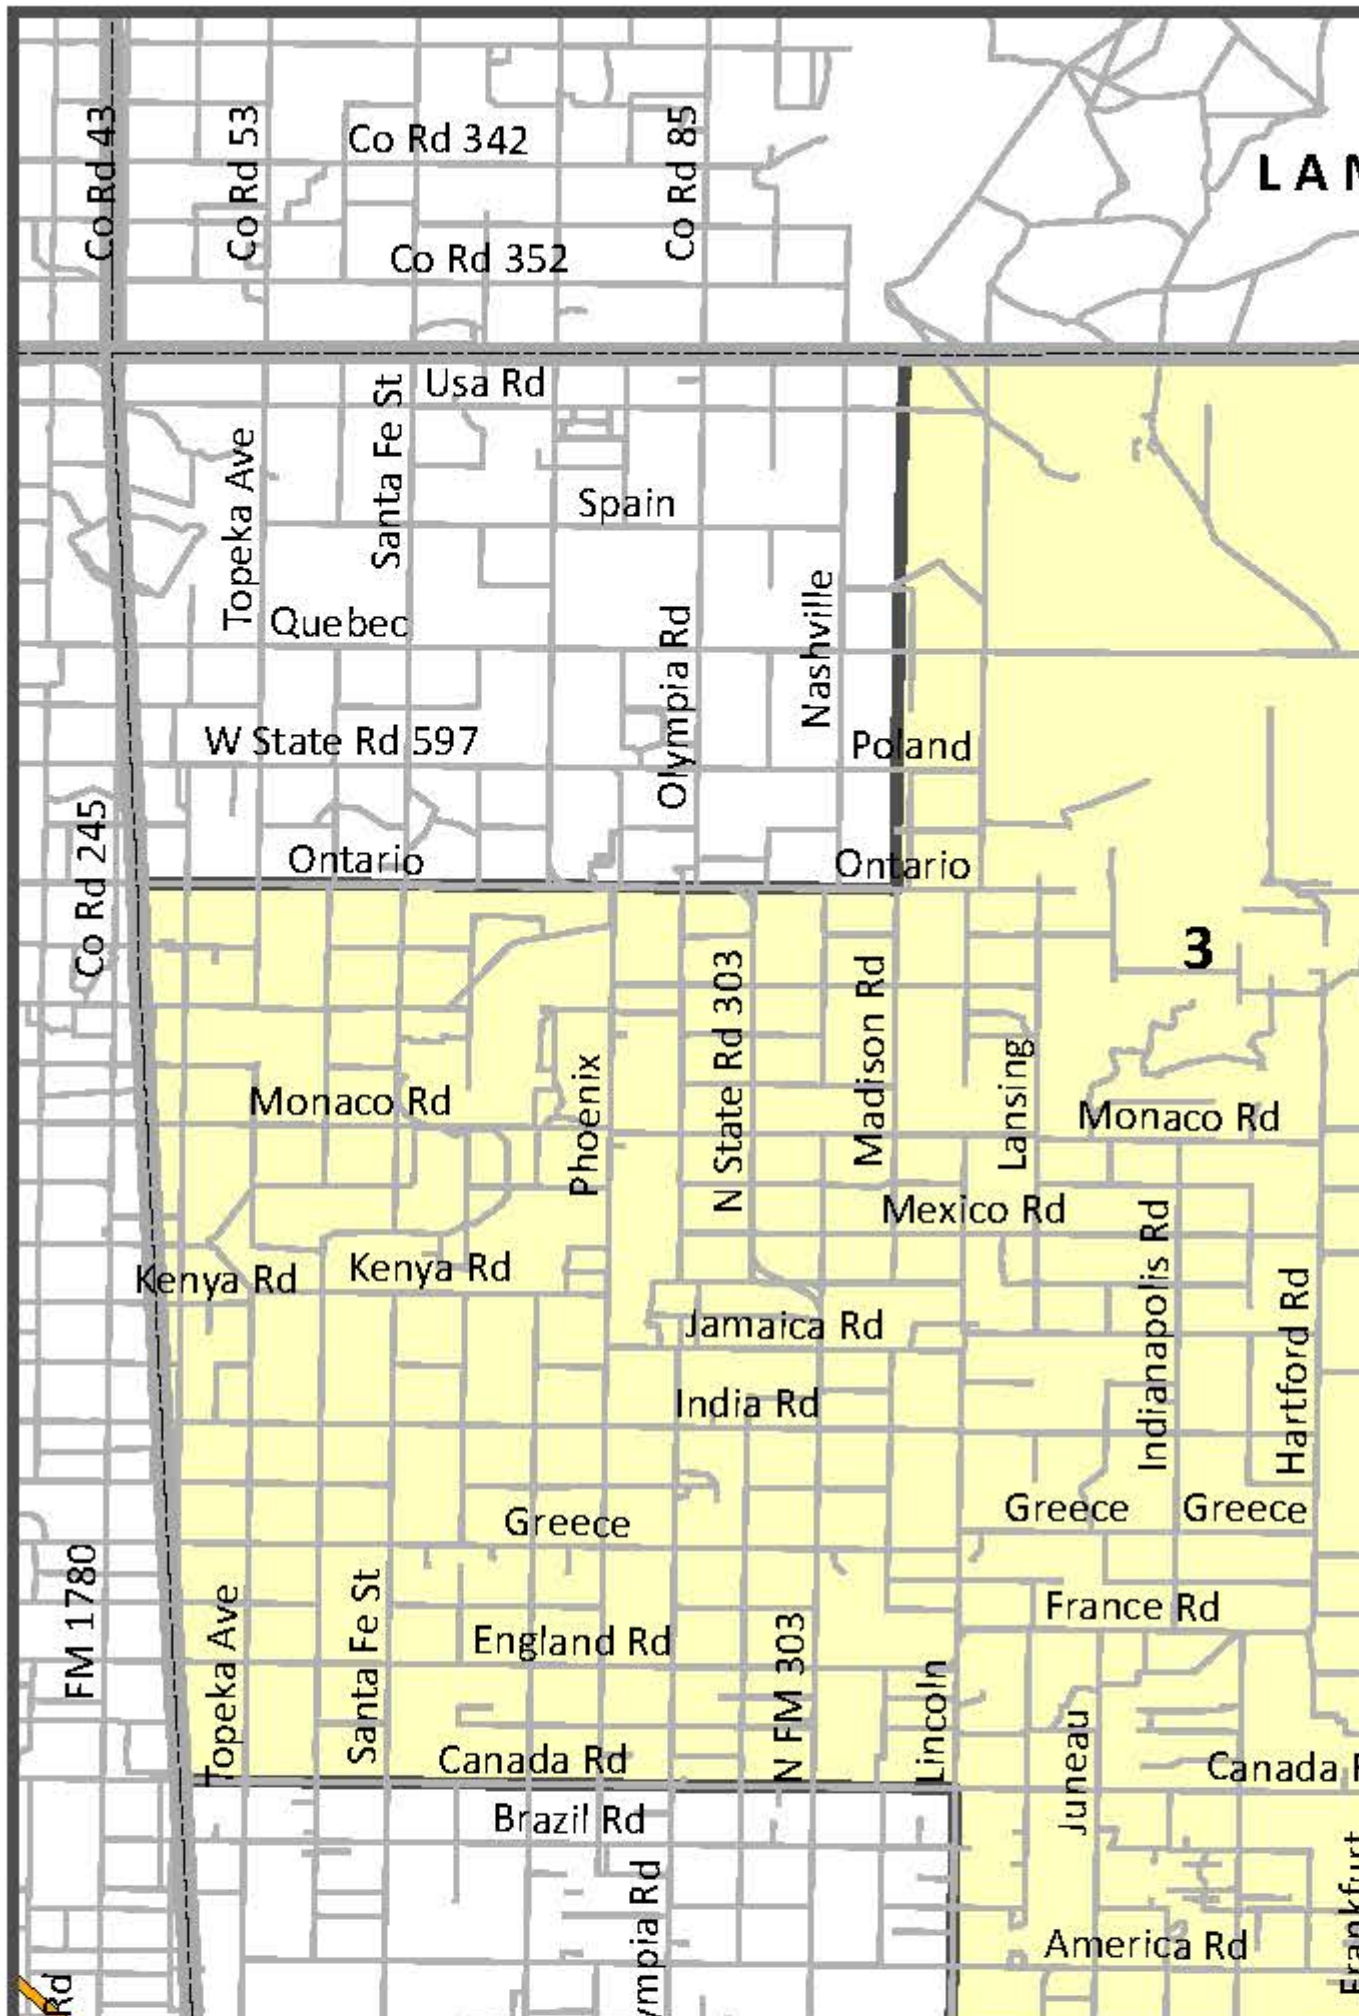 Co Rd 43
Co Rd 53
Co Rd 342
Co Rd 85
Co Rd 352
Usa Rd
Santa Fe St
Topeka Ave
Spain
Quebec
Nashville
Olympia Rd
W State Rd 597
Poland
Co Rd 245
Ontario
Ontario
3
N State Rd 303
Madison Rd
Lansing
Phoenix
Monaco Rd
Monaco Rd
Mexico Rd
Indianapolis Rd
Kenya Rd
Kenya Rd
Hartford Rd
Jamaica Rd
India Rd
Greece
Greece
Greece
FM 1780
Topeka Ave
Santa Fe St
France Rd
England Rd
N FM 303
Lincoln
Juneau
Canada Rd
Canada
Brazil Rd
Rd
America Rd
Rd